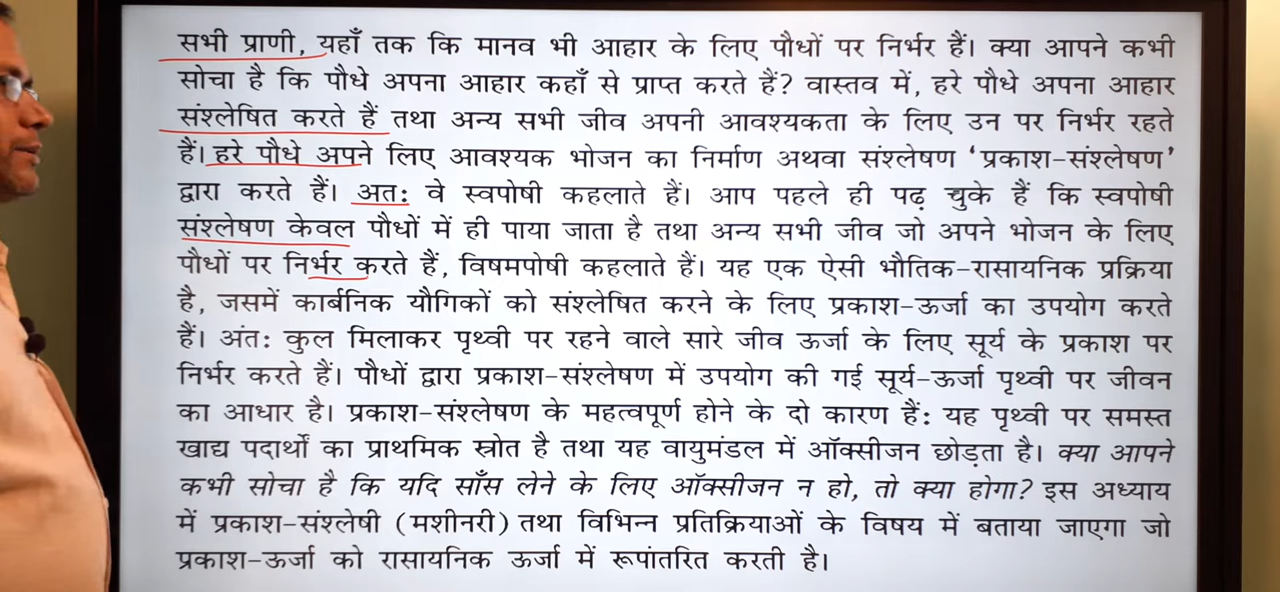 सभी प्राणी, यहाँ तक कि मानव भी आहार के लिए पौधों पर निर्भर हैं। क्या आपने कभी
सोचा है कि पौधे अपना आहार कहाँ से प्राप्त करते हैं? वास्तव में, हरे पौधे अपना आहार
संश्लेषित करते हैं तथा अन्य सभी जीव अपनी आवश्यकता के लिए उन पर निर्भर रहते
हैं। हरे पौधे अपने लिए आवश्यक भोजन का निर्माण अथवा संश्लेषण ‘प्रकाश-संश्लेषण’
द्वारा करते हैं। अत: वे स्वपोषी कहलाते हैं। आप पहले ही पढ़ चुके हैं कि स्वपोषी
संश्लेषण केवल पौधों में ही पाया जाता है तथा अन्य सभी जीव जो अपने भोजन के लिए
पौधों पर निर्भर करते हैं, विषमपोषी कहलाते हैं। यह एक ऐसी भौतिक-रासायनिक प्रक्रिया
है, जसमें कार्बनिक यौगिकों को संश्लेषित करने के लिए प्रकाश-ऊर्जा का उपयोग करते
हैं। अंत: कुल मिलाकर पृथ्वी पर रहने वाले सारे जीव ऊर्जा के लिए सूर्य के प्रकाश पर
निर्भर करते हैं। पौधों द्वारा प्रकाश-संश्लेषण में उपयोग की गई सूर्य-ऊर्जा पृथ्वी पर जीवन
का आधार है। प्रकाश-संश्लेषण के महत्वपूर्ण होने के दो कारण हैं: यह पृथ्वी पर समस्त
खाद्य पदार्थों का प्राथमिक स्रोत है तथा यह वायुमंडल में ऑक्सीजन छोड़ता है। क्या आपने
कभी सोचा है कि यदि साँस लेने के लिए ऑक्सीजन न हो, तो क्या होगा? इस अध्याय
में प्रकाश-संश्लेषी (मशीनरी) तथा विभिन्न प्रतिक्रियाओं के विषय में बताया जाएगा जो
प्रकाश-ऊर्जा को रासायनिक ऊर्जा में रूपांतरित करती है।